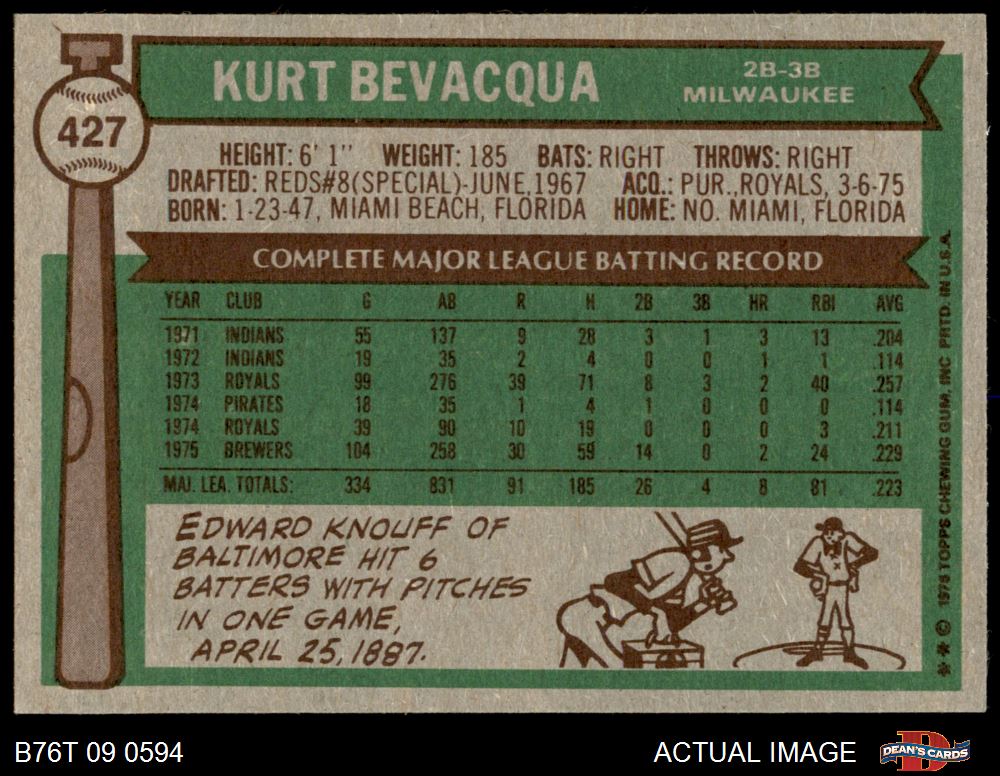 427
KURT BEVACQUA
2B-3B
MILWAUKEE
HEIGHT: 6' 1" WEIGHT: 185 BATS: RIGHT THROWS: RIGHT
DRAFTED: REDS#8(SPECIAL)-JUNE,1967 ACQ.: PUR.,ROYALS, 3-6-75
BORN: 1-23-47, MIAMI BEACH, FLORIDA HOME: NO. MIAMI, FLORIDA
COMPLETE MAJOR LEAGUE BATTING RECORD
YEAR CLUB G AB R H 2B 3B HR RBI AVG
1971 INDIANS 55 137 9 28 3 1 3 13 .204
1972 INDIANS 19 35 2 4 0 0 1 1 .114
1973 ROYALS 99 276 39 71 8 3 2 40 .257
1974 PIRATES 18 35 1 4 1 0 0 0 .114
1974 ROYALS 39 90 10 19 0 0 0 3 .211
1975 BREWERS 104 258 30 59 14 0 2 24 .229
MAJ. LEA. TOTALS: 334 831 91 185 26 4 8 81 .223
EDWARD KNOUFF OF
BALTIMORE HIT 6
BATTERS WITH PITCHES
IN ONE GAME,
APRIL 25, 1887.
** © 1976 TOPPS CHEWING GUM, INC PRTD. IN U.S.A.
B76T 09 0594
ACTUAL IMAGE
DEAN'S CARDS